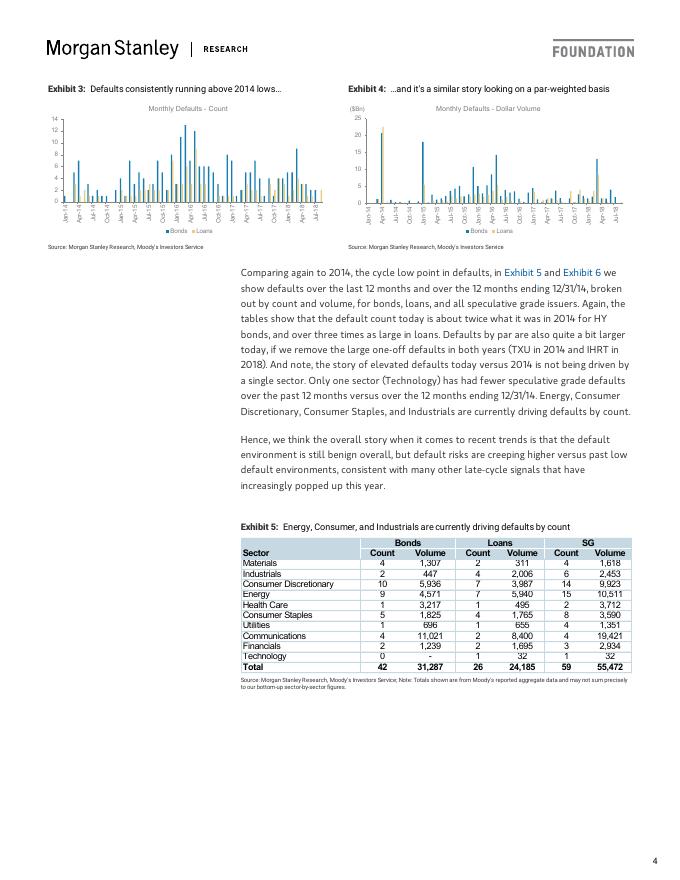 Morgan Stanley | RESEARCH
FOUNDATION
Exhibit 3: Defaults consistently running above 2014 lows…
Monthly Defaults - Count
14
12
10
8
6
4
2
0
Jan-14 Apr-14 Jul-14 Oct-14 Jan-15 Apr-15 Jul-15 Oct-15 Jan-16 Apr-16 Jul-16 Oct-16 Jan-17 Apr-17 Jul-17 Oct-17 Jan-18 Apr-18 Jul-18
Bonds Loans
Source: Morgan Stanley Research, Moody's Investors Service
Exhibit 4: …and it's a similar story looking on a par-weighted basis
($Bn) Monthly Defaults - Dollar Volume
25
20
15
10
5
0
Jan-14 Apr-14 Jul-14 Oct-14 Jan-15 Apr-15 Jul-15 Oct-15 Jan-16 Apr-16 Jul-16 Oct-16 Jan-17 Apr-17 Jul-17 Oct-17 Jan-18 Apr-18 Jul-18
Bonds Loans
Source: Morgan Stanley Research, Moody's Investors Service
Comparing again to 2014, the cycle low point in defaults, in Exhibit 5 and Exhibit 6 we
show defaults over the last 12 months and over the 12 months ending 12/31/14, broken
out by count and volume, for bonds, loans, and all speculative grade issuers. Again, the
tables show that the default count today is about twice what it was in 2014 for HY
bonds, and over three times as large in loans. Defaults by par are also quite a bit larger
today, if we remove the large one-off defaults in both years (TXU in 2014 and IHRT in
2018). And note, the story of elevated defaults today versus 2014 is not being driven by
a single sector. Only one sector (Technology) has had fewer speculative grade defaults
over the past 12 months versus over the 12 months ending 12/31/14. Energy, Consumer
Discretionary, Consumer Staples, and Industrials are currently driving defaults by count.
Hence, we think the overall story when it comes to recent trends is that the default
environment is still benign overall, but default risks are creeping higher versus past low
default environments, consistent with many other late-cycle signals that have
increasingly popped up this year.
Exhibit 5: Energy, Consumer, and Industrials are currently driving defaults by count
Bonds Loans SG
Sector Count Volume Count Volume Count Volume
Materials 4 1,307 2 311 4 1,618
Industrials 2 447 4 2,006 6 2,453
Consumer Discretionary 10 5,936 7 3,987 14 9,923
Energy 9 4,571 7 5,940 15 10,511
Health Care 1 3,217 1 495 2 3,712
Consumer Staples 5 1,825 4 1,765 8 3,590
Utilities 1 696 1 655 4 1,351
Communications 4 11,021 2 8,400 4 19,421
Financials 2 1,239 2 1,695 3 2,934
Technology 0 - 1 32 1 32
Total 42 31,287 26 24,185 59 55,472
Source: Morgan Stanley Research, Moody's Investors Service; Note: Totals shown are from Moody's reported aggregate data and may not sum precisely
to our bottom-up sector-by-sector figures.
4